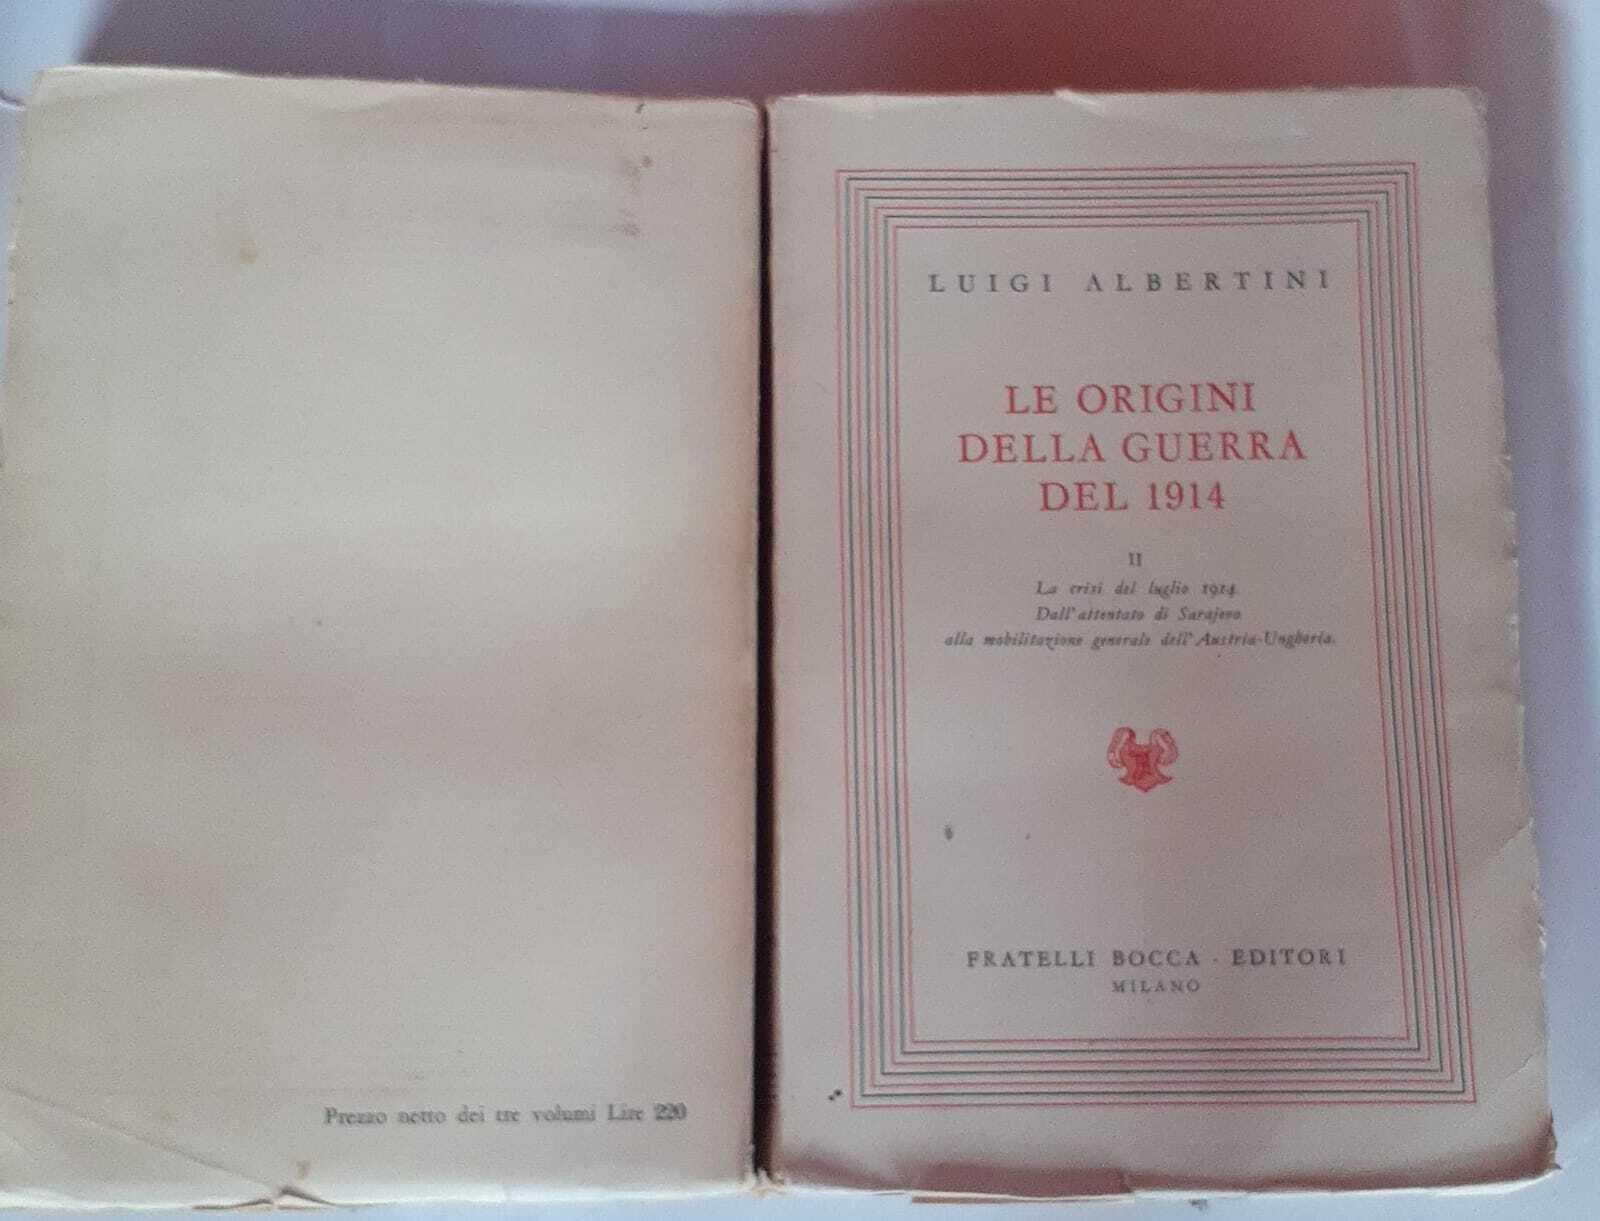 Prezzo netto dei tre volumi Lire 220
LUIGI ALBERTINI
LE ORIGINI
DELLA GUERRA
DEL 1914
II
La crisi del luglio 1914.
Dall'attentato di Sarajevo
alla mobilitazione generale dell'Austria-Ungheria.
FRATELLI BOCCA - EDITORI
MILANO